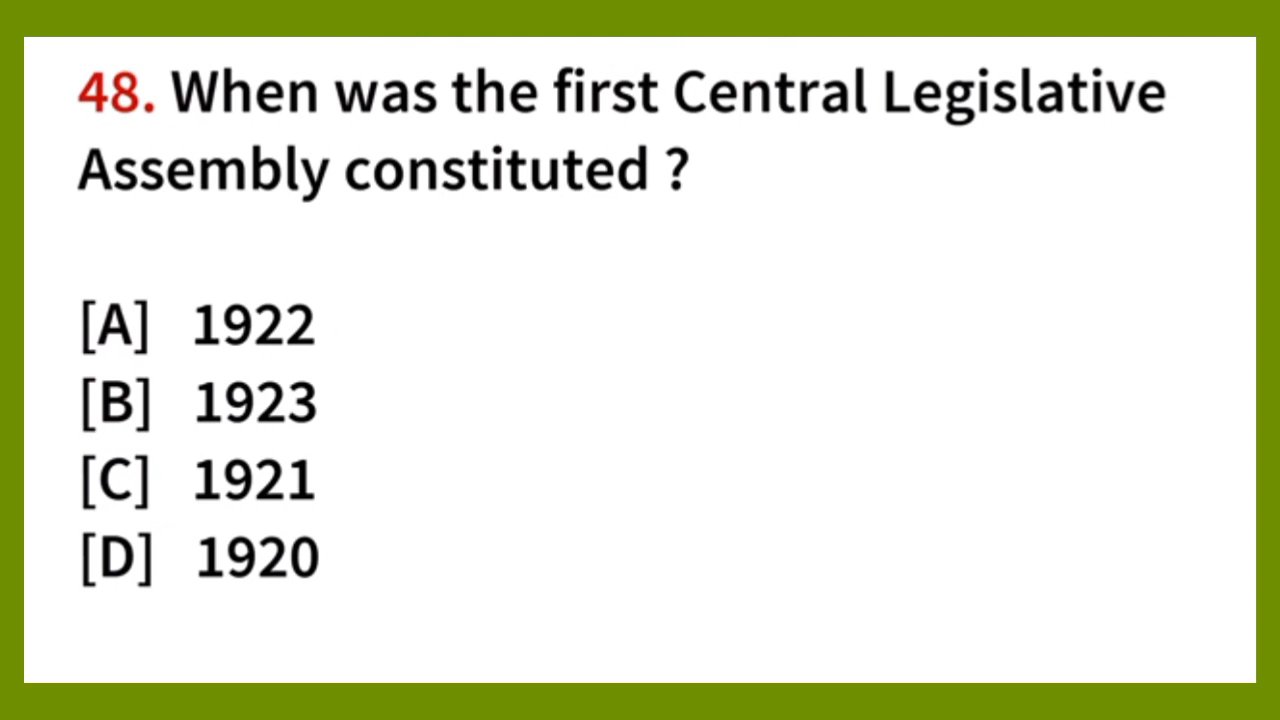 48. When was the first Central Legislative
Assembly constituted ?
[A] 1922
[B] 1923
[C] 1921
[D] 1920